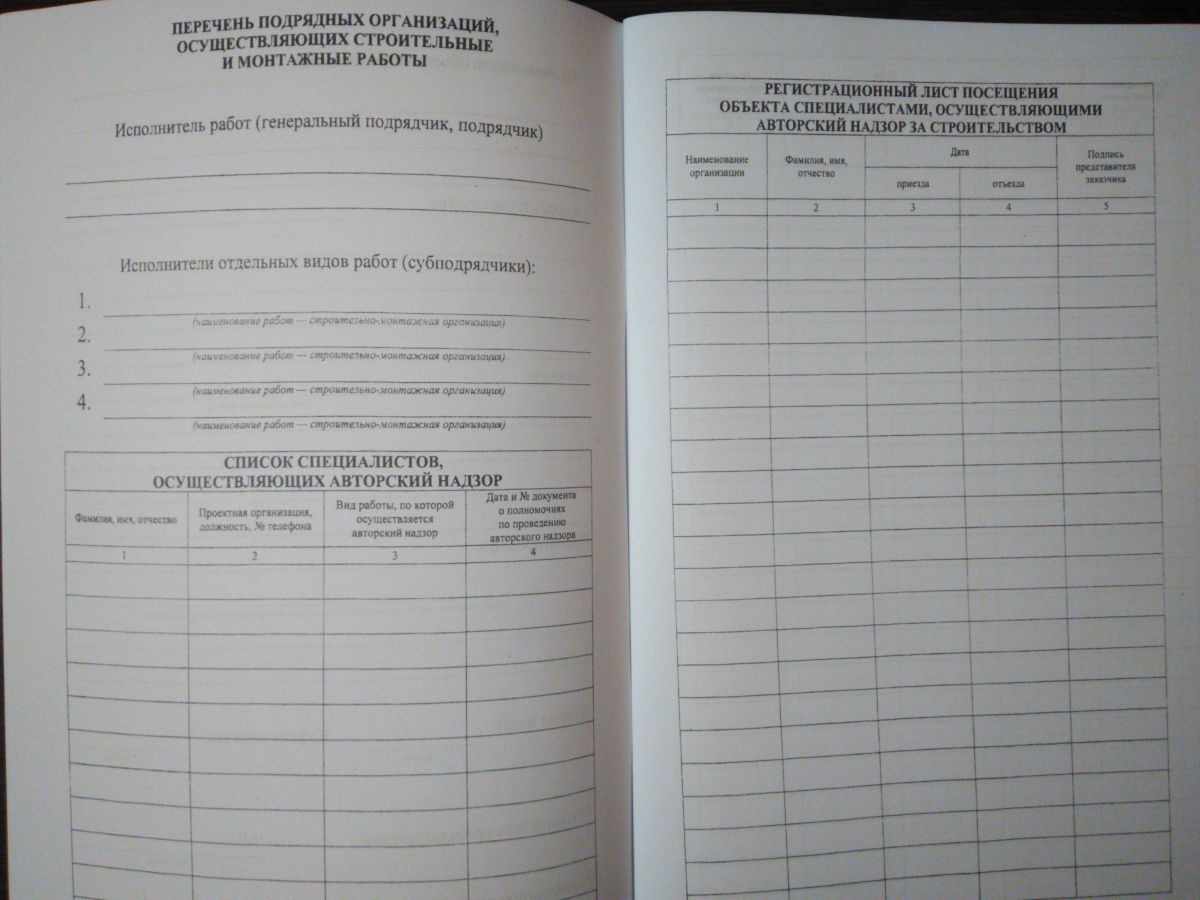 ПЕРЕЧЕНЬ ПОДРЯДНЫХ ОРГАНИЗАЦИЙ,
ОСУЩЕСТВЛЯЮЩИХ СТРОИТЕЛЬНЫЕ
И МОНТАЖНЫЕ РАБОТЫ
Исполнитель работ (генеральный подрядчик, подрядчик)
Исполнители отдельных видов работ (субподрядчики):
1.
(наименование работ — строительно-монтажная организация)
2.
(наименование работ — строительно-монтажная организация)
3.
(наименование работ — строительно-монтажная организация)
4.
(наименование работ — строительно-монтажная организация)
СПИСОК СПЕЦИАЛИСТОВ,
ОСУЩЕСТВЛЯЮЩИХ АВТОРСКИЙ НАДЗОР
Фамилия, имя, отчество
Проектная организация,
должность, № телефона
Вид работы, по которой
осуществляется
авторский надзор
Дата и № документа
о полномочиях
по проведению
авторского надзора
1 2 3 4
РЕГИСТРАЦИОННЫЙ ЛИСТ ПОСЕЩЕНИЯ
ОБЪЕКТА СПЕЦИАЛИСТАМИ, ОСУЩЕСТВЛЯЮЩИМИ
АВТОРСКИЙ НАДЗОР ЗА СТРОИТЕЛЬСТВОМ
Наименование
организации
Фамилия, имя,
отчество
Дата
приезда
отъезда
Подпись
представителя
заказчика
1 2 3 4 5